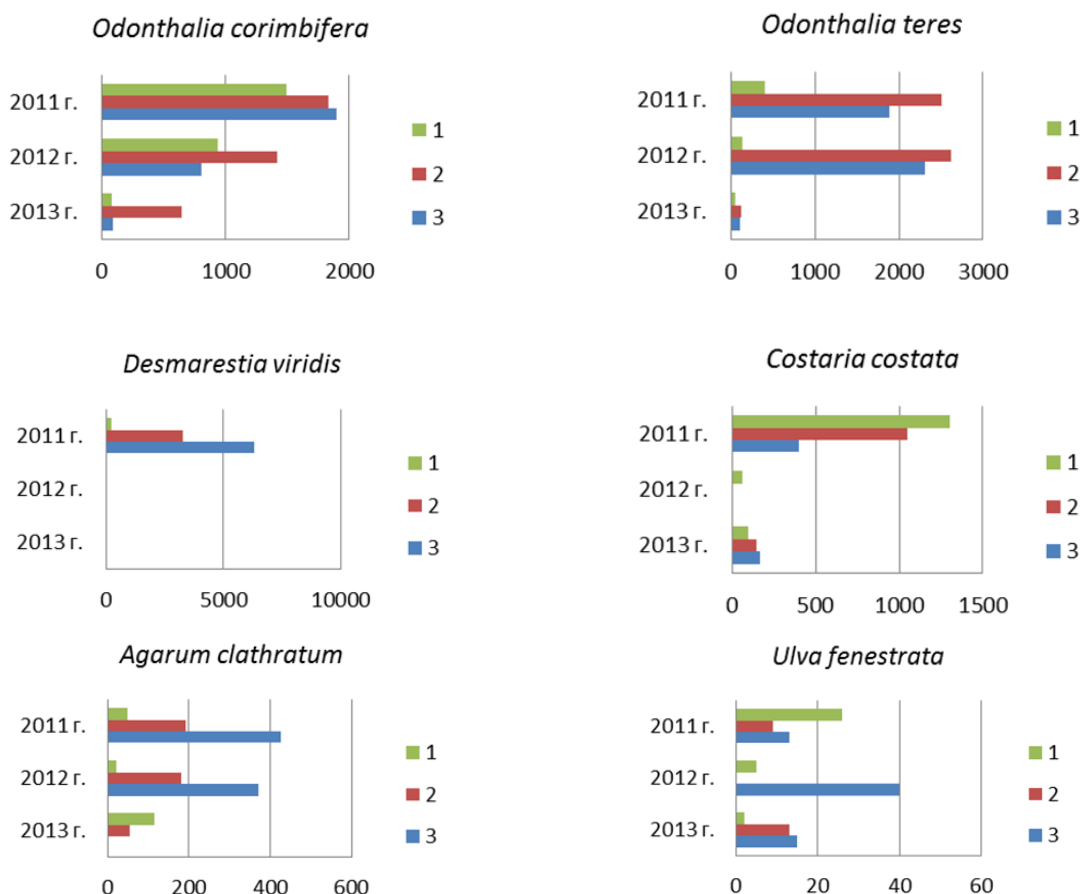 Odonthalia corimbifera
2011 г.
2012 г.
2013 г.
0 1000 2000
1
2
3
Odonthalia teres
2011 г.
2012 г.
2013 г.
0 1000 2000 3000
1
2
3
Desmarestia viridis
2011 г.
2012 г.
2013 г.
0 5000 10000
1
2
3
Costaria costata
2011 г.
2012 г.
2013 г.
0 500 1000 1500
1
2
3
Agarum clathratum
2011 г.
2012 г.
2013 г.
0 200 400 600
1
2
3
Ulva fenestrata
2011 г.
2012 г.
2013 г.
0 20 40 60
1
2
3